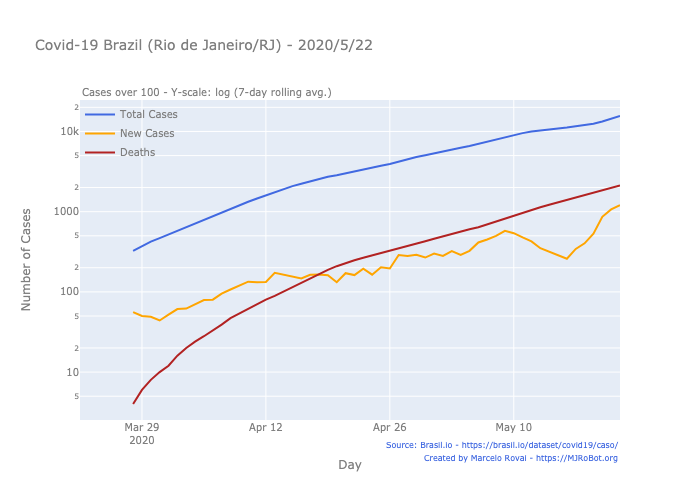 Covid-19 Brazil (Rio de Janeiro/RJ) - 2020/5/22
Cases over 100 - Y-scale: log (7-day rolling avg.)
Total Cases
New Cases
Deaths
2
10k
5
2
1000
5
2
100
5
2
10
5
Number of Cases
Mar 29
2020
Apr 12
Apr 26
May 10
Day
Source: Brasil.io - https://brasil.io/dataset/covid19/caso/
Created by Marcelo Rovai - https://MJRoBot.org